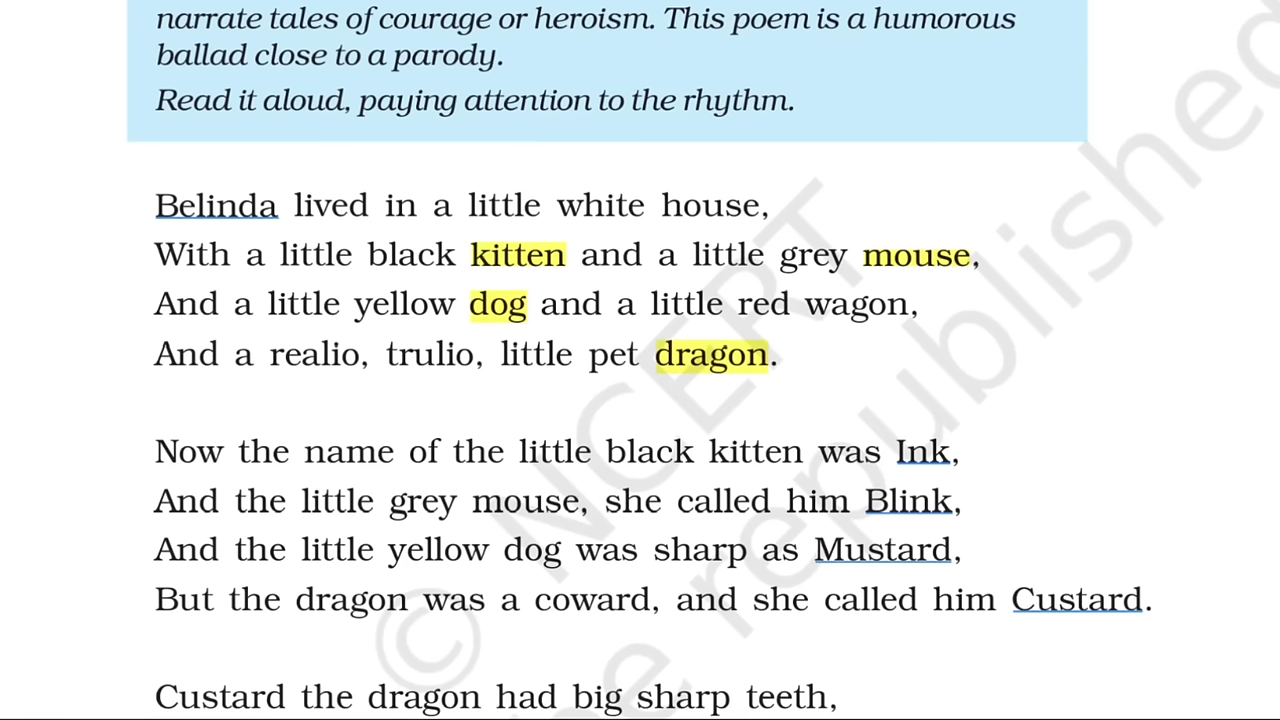 narrate tales of courage or heroism. This poem is a humorous
ballad close to a parody.
Read it aloud, paying attention to the rhythm.
Belinda lived in a little white house,
With a little black kitten and a little grey mouse,
And a little yellow dog and a little red wagon,
And a realio, trulio, little pet dragon.
Now the name of the little black kitten was Ink,
And the little grey mouse, she called him Blink,
And the little yellow dog was sharp as Mustard,
But the dragon was a coward, and she called him Custard.
Custard the dragon had big sharp teeth,
© NCERT
be republished